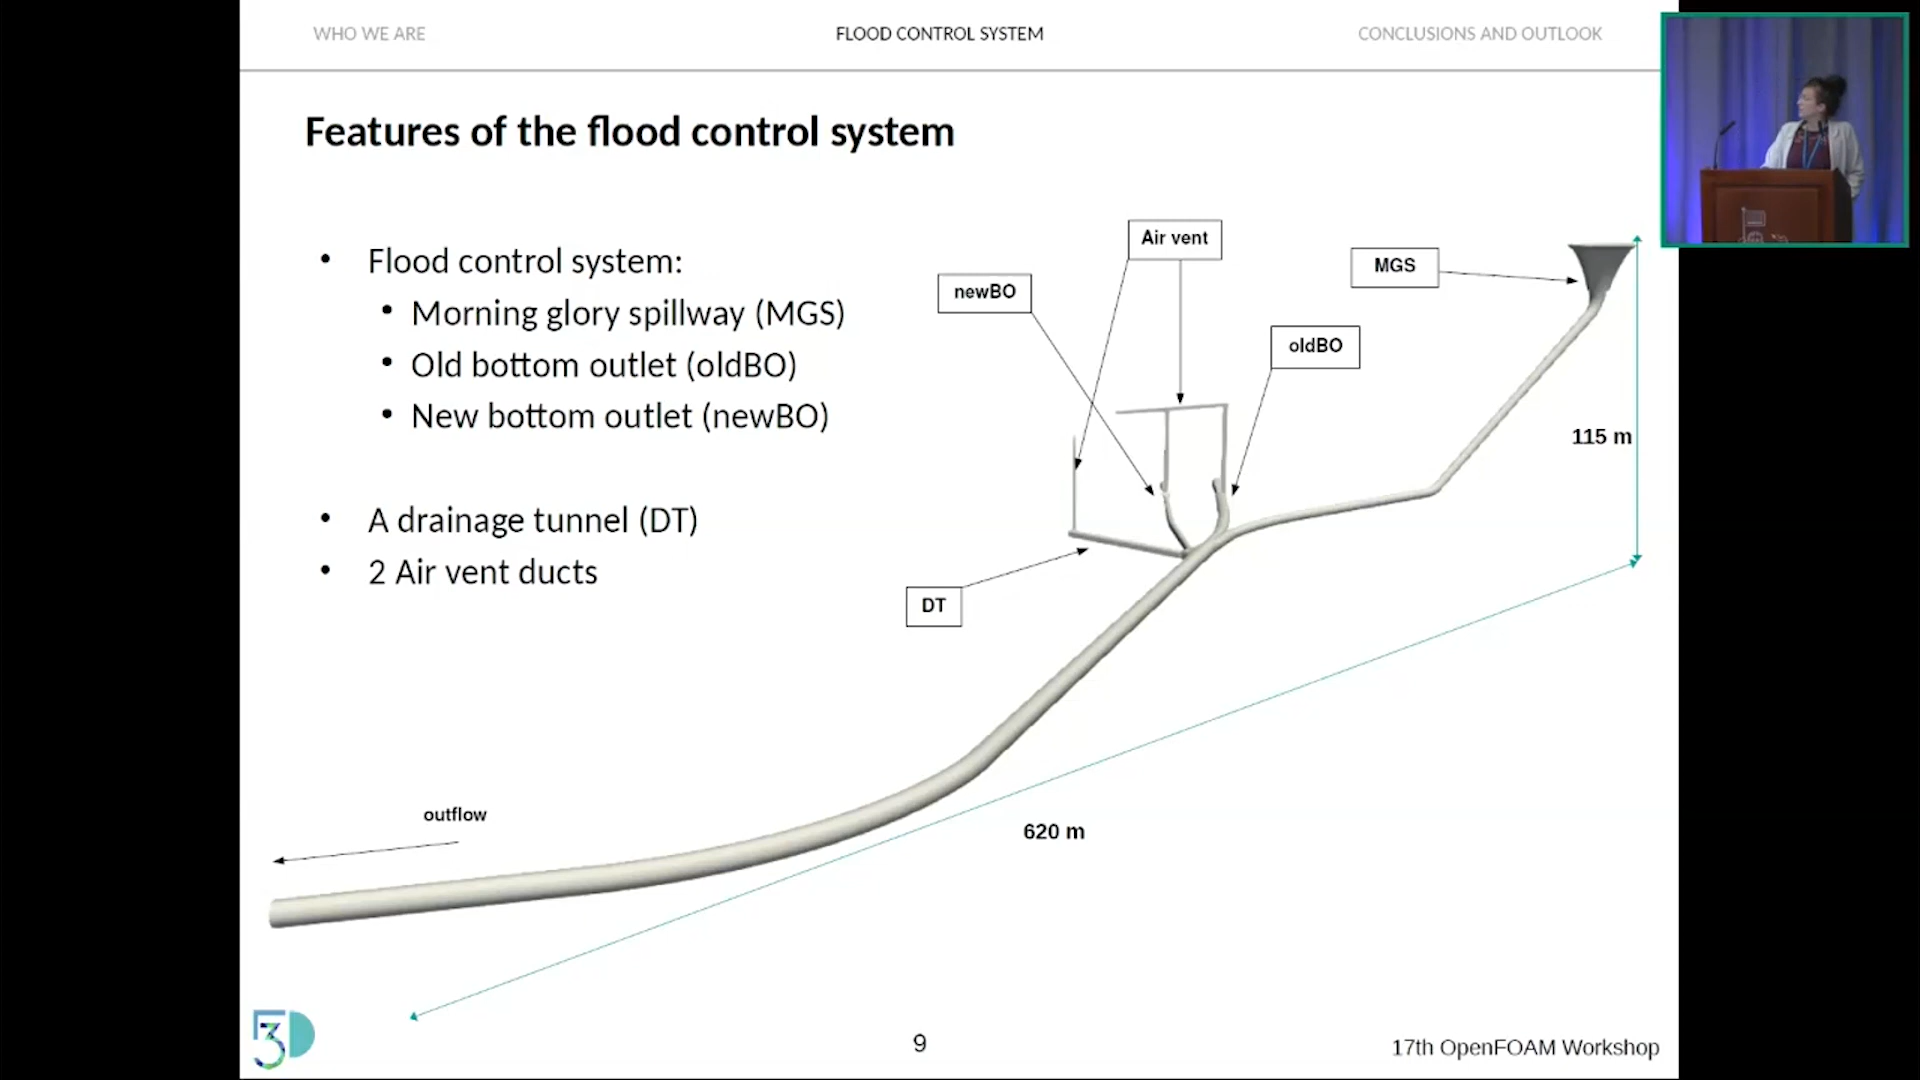 WHO WE ARE
FLOOD CONTROL SYSTEM
CONCLUSIONS AND OUTLOOK
Features of the flood control system
• Flood control system:
• Morning glory spillway (MGS)
• Old bottom outlet (oldBO)
• New bottom outlet (newBO)
• A drainage tunnel (DT)
• 2 Air vent ducts
Air vent
MGS
newBO
oldBO
115 m
DT
outflow
620 m
53D
9
17th OpenFOAM Workshop